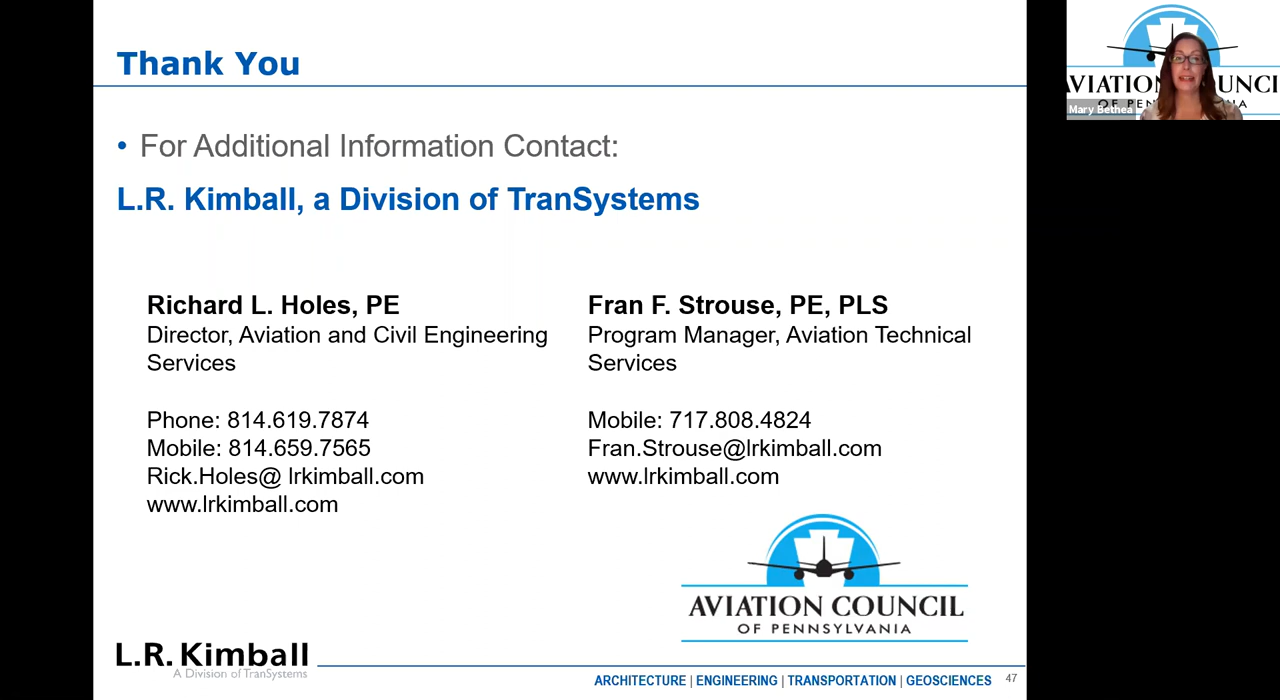 Thank You
• For Additional Information Contact:
L.R. Kimball, a Division of TranSystems
Richard L. Holes, PE
Director, Aviation and Civil Engineering
Services
Phone: 814.619.7874
Mobile: 814.659.7565
Rick.Holes@ lrkimball.com
www.lrkimball.com
Fran F. Strouse, PE, PLS
Program Manager, Aviation Technical
Services
Mobile: 717.808.4824
Fran.Strouse@lrkimball.com
www.lrkimball.com
AVIATION COUNCIL
OF PENNSYLVANIA
L.R. Kimball
A Division of TranSystems
ARCHITECTURE | ENGINEERING | TRANSPORTATION | GEOSCIENCES
47
Mary Bethea